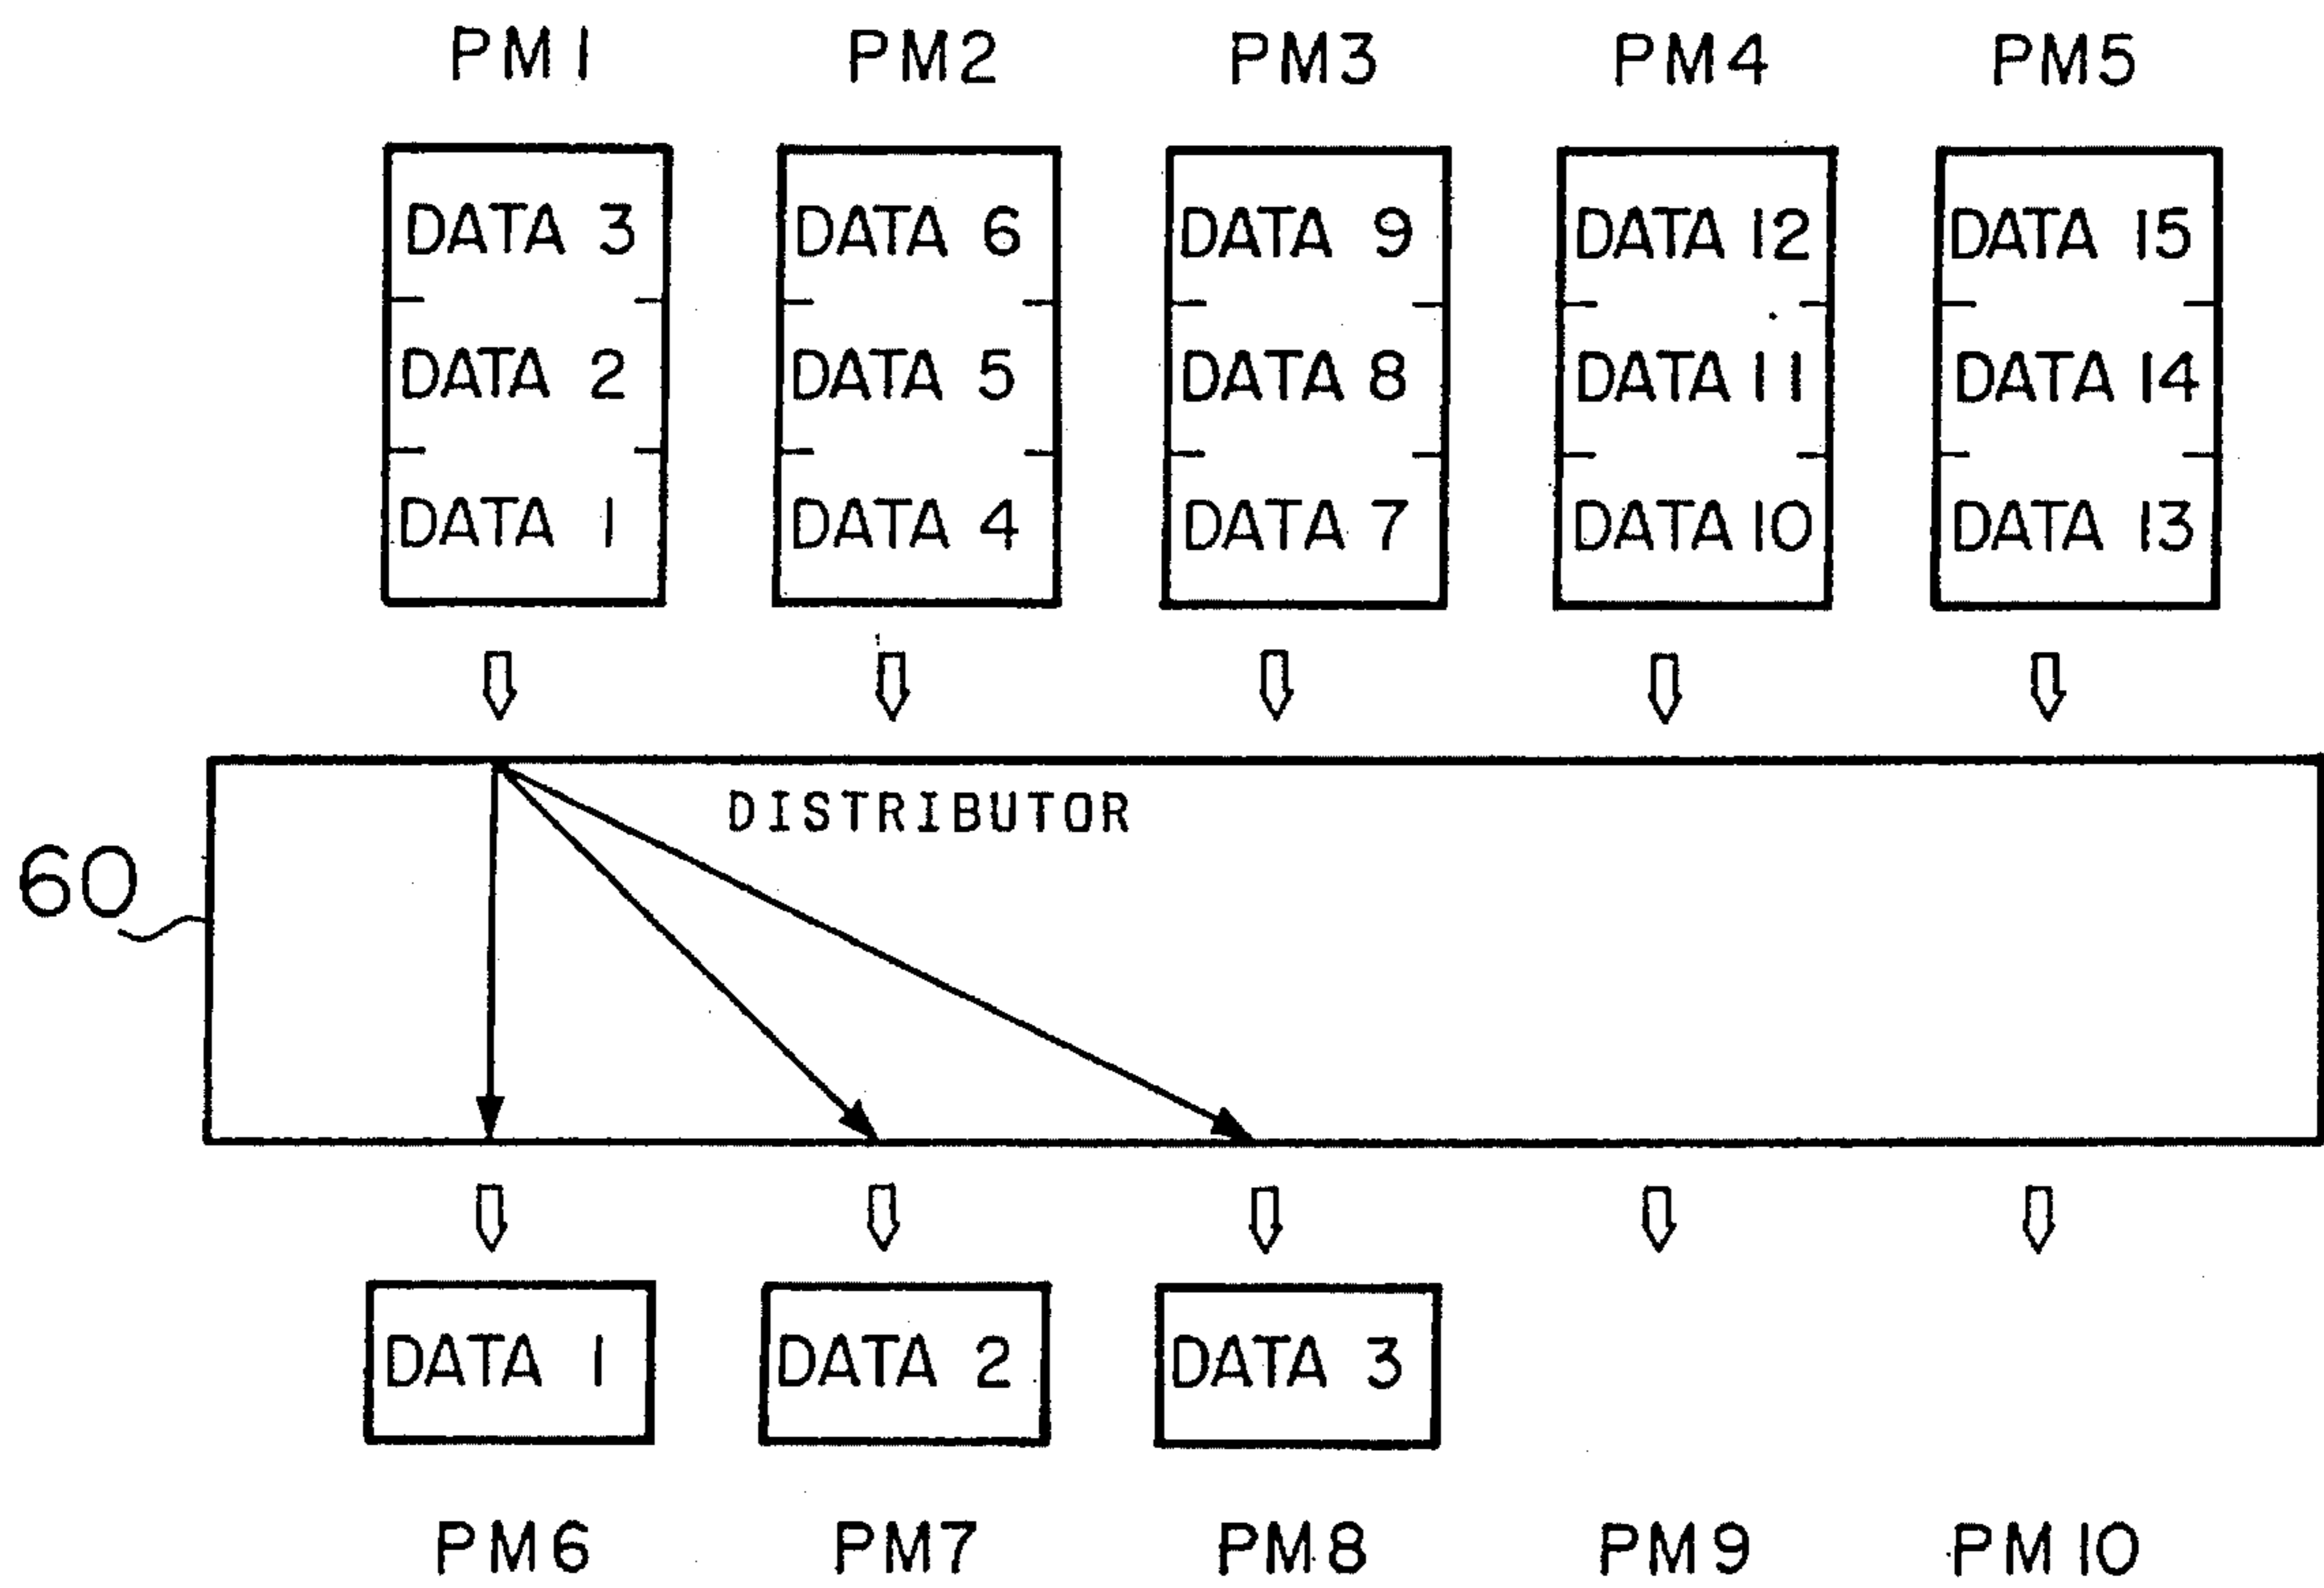 PM1 PM2 PM3 PM4 PM5
DATA 3 DATA 6 DATA 9 DATA 12 DATA 15
DATA 2 DATA 5 DATA 8 DATA 11 DATA 14
DATA 1 DATA 4 DATA 7 DATA 10 DATA 13
DISTRIBUTOR
60
DATA 1 DATA 2 DATA 3
PM6 PM7 PM8 PM9 PM10